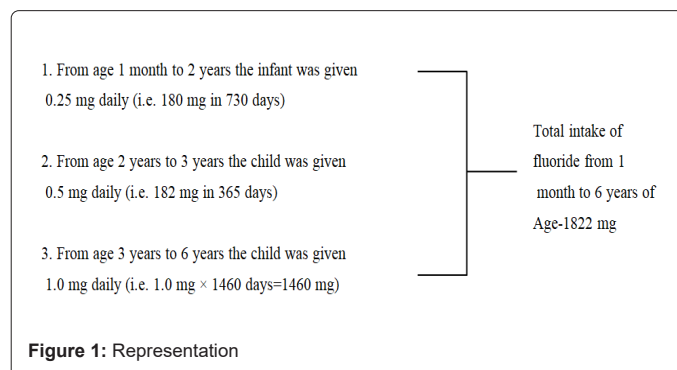 1. From age 1 month to 2 years the infant was given
0.25 mg daily (i.e. 180 mg in 730 days)
2. From age 2 years to 3 years the child was given
0.5 mg daily (i.e. 182 mg in 365 days)
3. From age 3 years to 6 years the child was given
1.0 mg daily (i.e. 1.0 mg × 1460 days=1460 mg)
Total intake of
fluoride from 1
month to 6 years of
Age-1822 mg
Figure 1: Representation